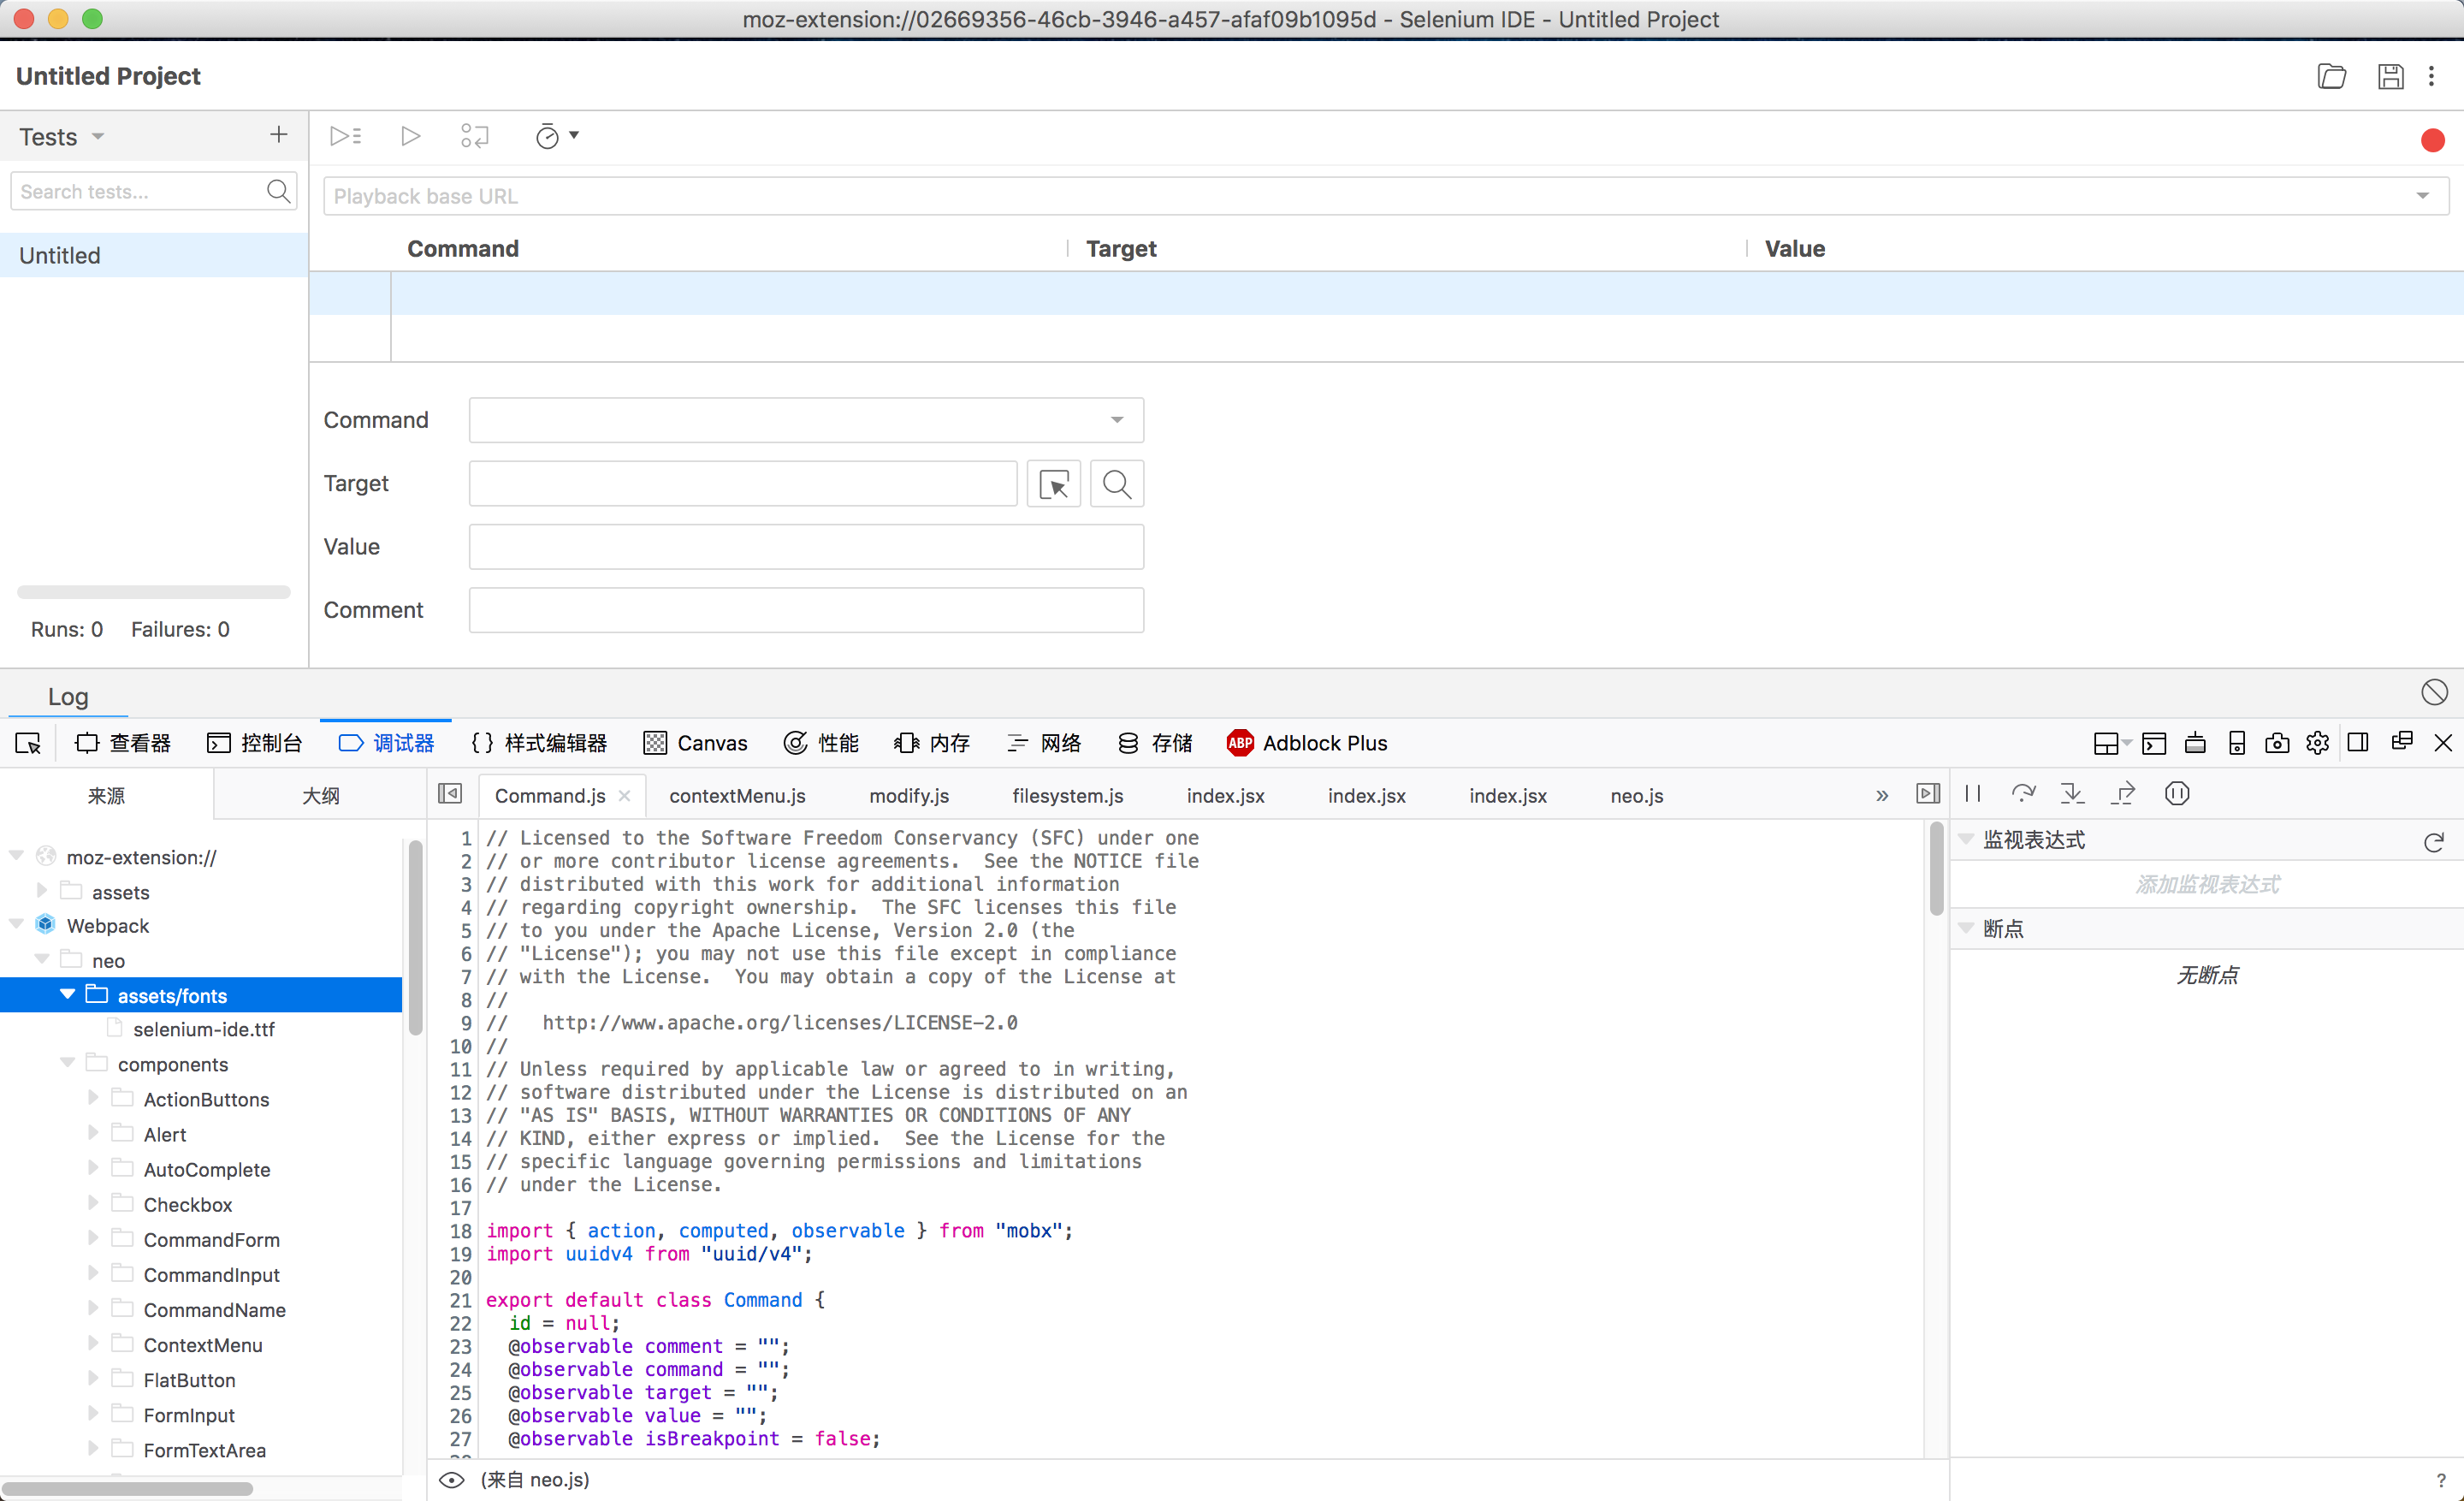 moz-extension://02669356-46cb-3946-a457-afaf09b1095d - Selenium IDE - Untitled Project
Untitled Project
Tests
Search tests...
Playback base URL
Command Target Value
Untitled
Command
Target
Value
Comment
Runs: 0 Failures: 0
Log
查看器 控制台 调试器 {} 样式编辑器 Canvas 性能 内存 网络 存储 ABP Adblock Plus
来源 大纲
Command.js contextMenu.js modify.js filesystem.js index.jsx index.jsx index.jsx neo.js »
moz-extension://
assets
Webpack
neo
assets/fonts
selenium-ide.ttf
components
ActionButtons
Alert
AutoComplete
Checkbox
CommandForm
CommandInput
CommandName
ContextMenu
FlatButton
FormInput
FormTextArea
1 // Licensed to the Software Freedom Conservancy (SFC) under one
2 // or more contributor license agreements.  See the NOTICE file
3 // distributed with this work for additional information
4 // regarding copyright ownership.  The SFC licenses this file
5 // to you under the Apache License, Version 2.0 (the
6 // "License"); you may not use this file except in compliance
7 // with the License.  You may obtain a copy of the License at
8 //
9 //   http://www.apache.org/licenses/LICENSE-2.0
10 //
11 // Unless required by applicable law or agreed to in writing,
12 // software distributed under the License is distributed on an
13 // "AS IS" BASIS, WITHOUT WARRANTIES OR CONDITIONS OF ANY
14 // KIND, either express or implied.  See the License for the
15 // specific language governing permissions and limitations
16 // under the License.
17
18 import { action, computed, observable } from "mobx";
19 import uuidv4 from "uuid/v4";
20
21 export default class Command {
22   id = null;
23   @observable comment = "";
24   @observable command = "";
25   @observable target = "";
26   @observable value = "";
27   @observable isBreakpoint = false;
(来自 neo.js)
监视表达式
添加监视表达式
断点
无断点
?